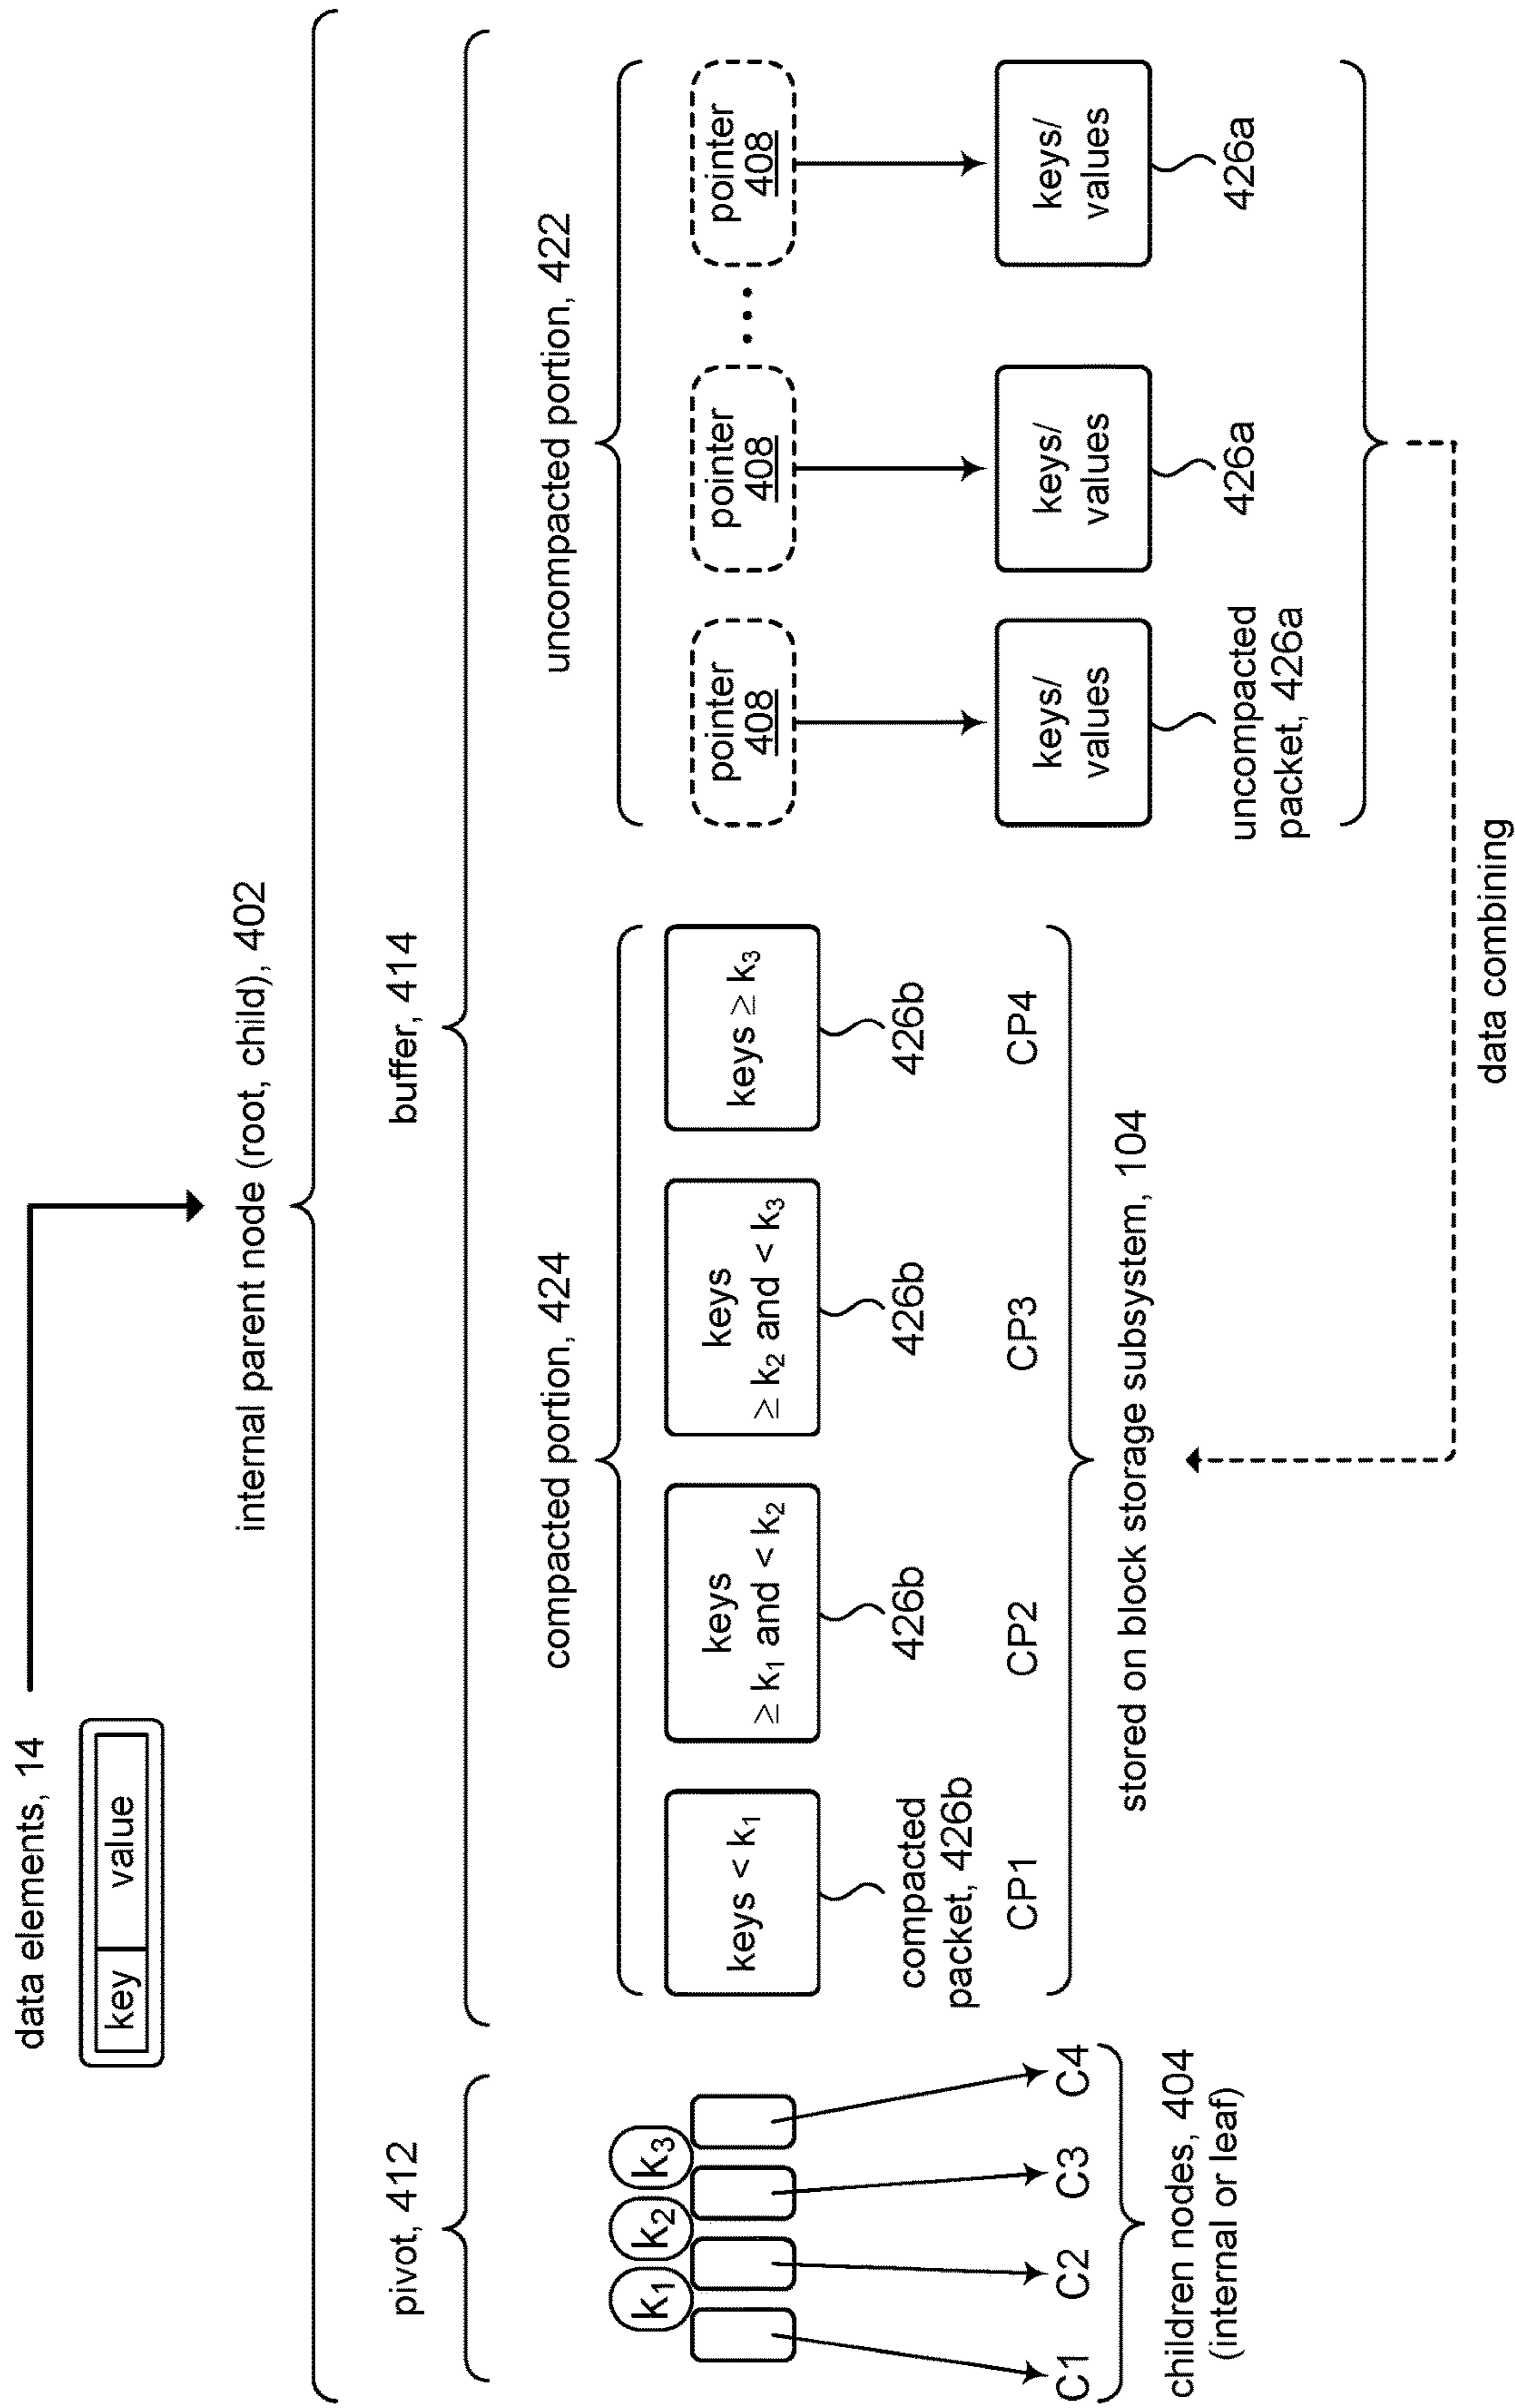 data elements, 14
key value
internal parent node (root, child), 402
pivot, 412
buffer, 414
compacted portion, 424
uncompacted portion, 422
k₁ k₂ k₃
keys < k₁
keys
≥ k₁ and < k₂
keys
≥ k₂ and < k₃
keys ≥ k₃
pointer
408
pointer
408
• • •
pointer
408
compacted
packet, 426b
426b
426b
426b
keys/
values
keys/
values
keys/
values
CP1 CP2 CP3 CP4
uncompacted
packet, 426a
426a
426a
C1 C2 C3 C4
children nodes, 404
(internal or leaf)
stored on block storage subsystem, 104
data combining